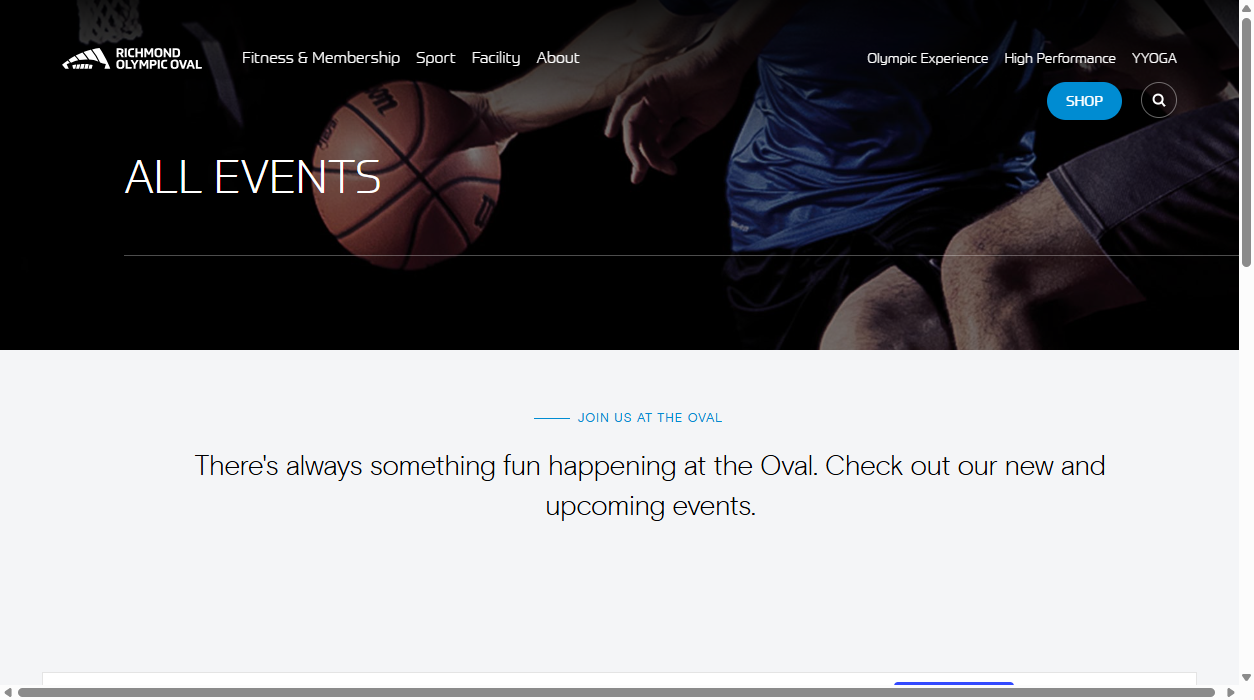 RICHMOND
OLYMPIC OVAL
Fitness & Membership Sport Facility About
Olympic Experience High Performance YYOGA
SHOP
ALL EVENTS
JOIN US AT THE OVAL
There's always something fun happening at the Oval. Check out our new and
upcoming events.